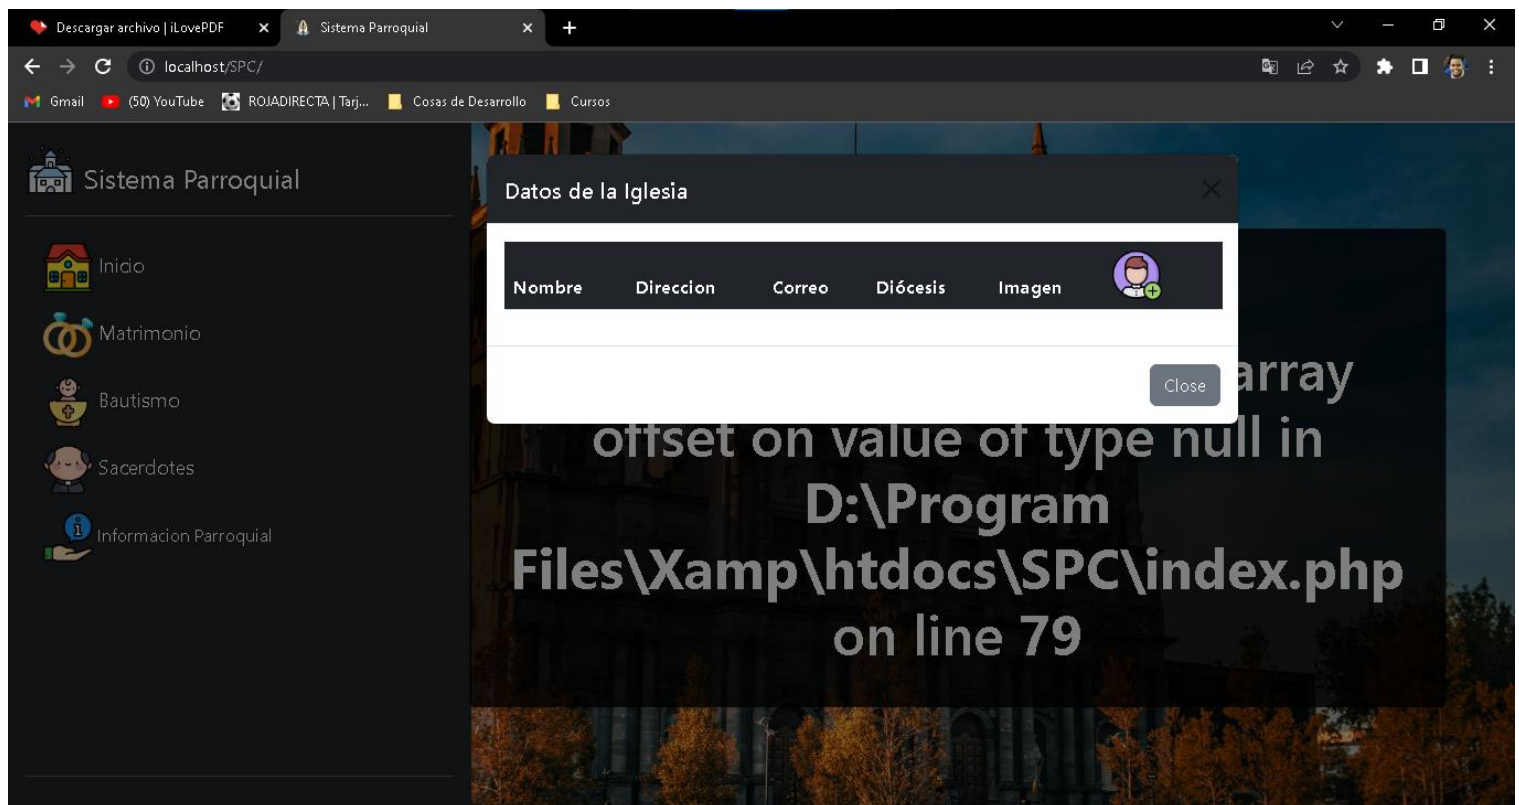 Descargar archivo | iLovePDF
Sistema Parroquial
localhost/SPC/
Gmail
(50) YouTube
ROJADIRECTA | Tarj...
Cosas de Desarrollo
Cursos
Sistema Parroquial
Inicio
Matrimonio
Bautismo
Sacerdotes
Informacion Parroquial
Datos de la Iglesia
Nombre Direccion Correo Diócesis Imagen
Close
array
offset on value of type null in
D:\Program
Files\Xamp\htdocs\SPC\index.php
on line 79